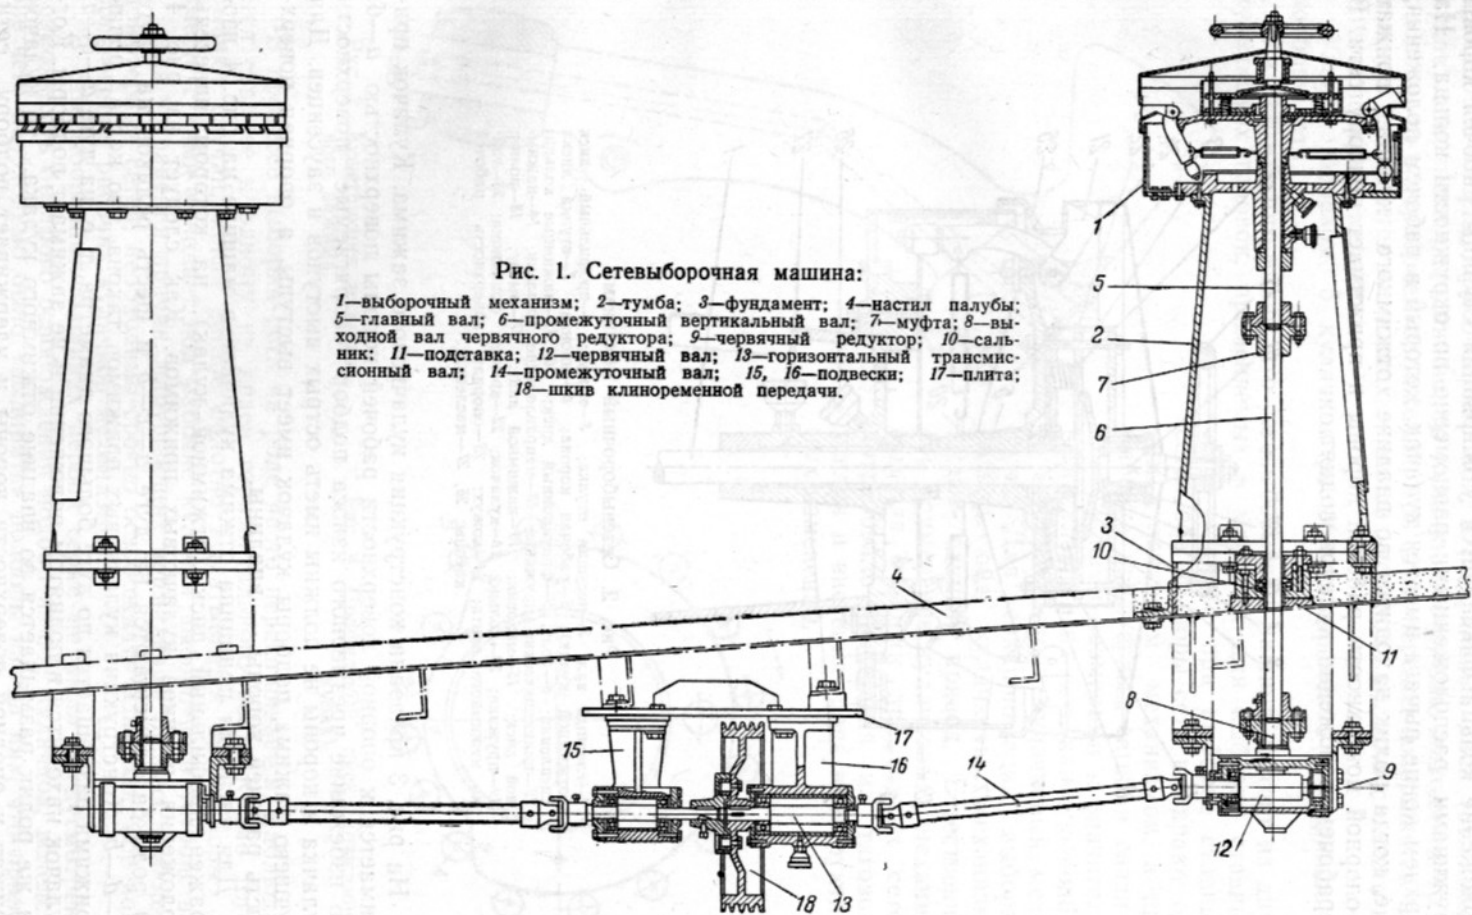 Рис. 1. Сетевыборочная машина:
1—выборочный механизм; 2—тумба; 3—фундамент; 4—настил палубы;
5—главный вал; 6—промежуточный вертикальный вал; 7—муфта; 8—вы-
ходной вал червячного редуктора; 9—червячный редуктор; 10—саль-
ник; 11—подставка; 12—червячный вал; 13—горизонтальный трансмис-
сионный вал; 14—промежуточный вал; 15, 16—подвески; 17—плита;
18—шкив клиноременной передачи.
1
5
2
7
6
3
10
4
11
8
15
17
16
14
9
12
18
13